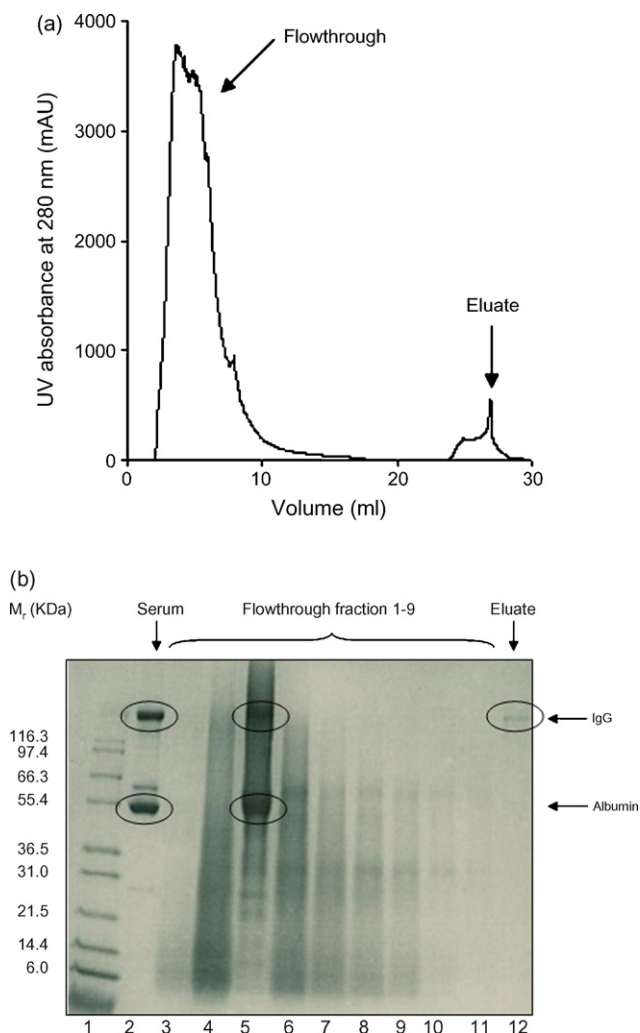 (a)
4000
Flowthrough
3000
2000
Eluate
1000
0
0 10 20 30
UV absorbance at 280 nm (mAU)
Volume (ml)
(b)
Mr (KDa) Serum Flowthrough fraction 1-9 Eluate
IgG
116.3
97.4
66.3
55.4
Albumin
36.5
31.0
21.5
14.4
6.0
1 2 3 4 5 6 7 8 9 10 11 12